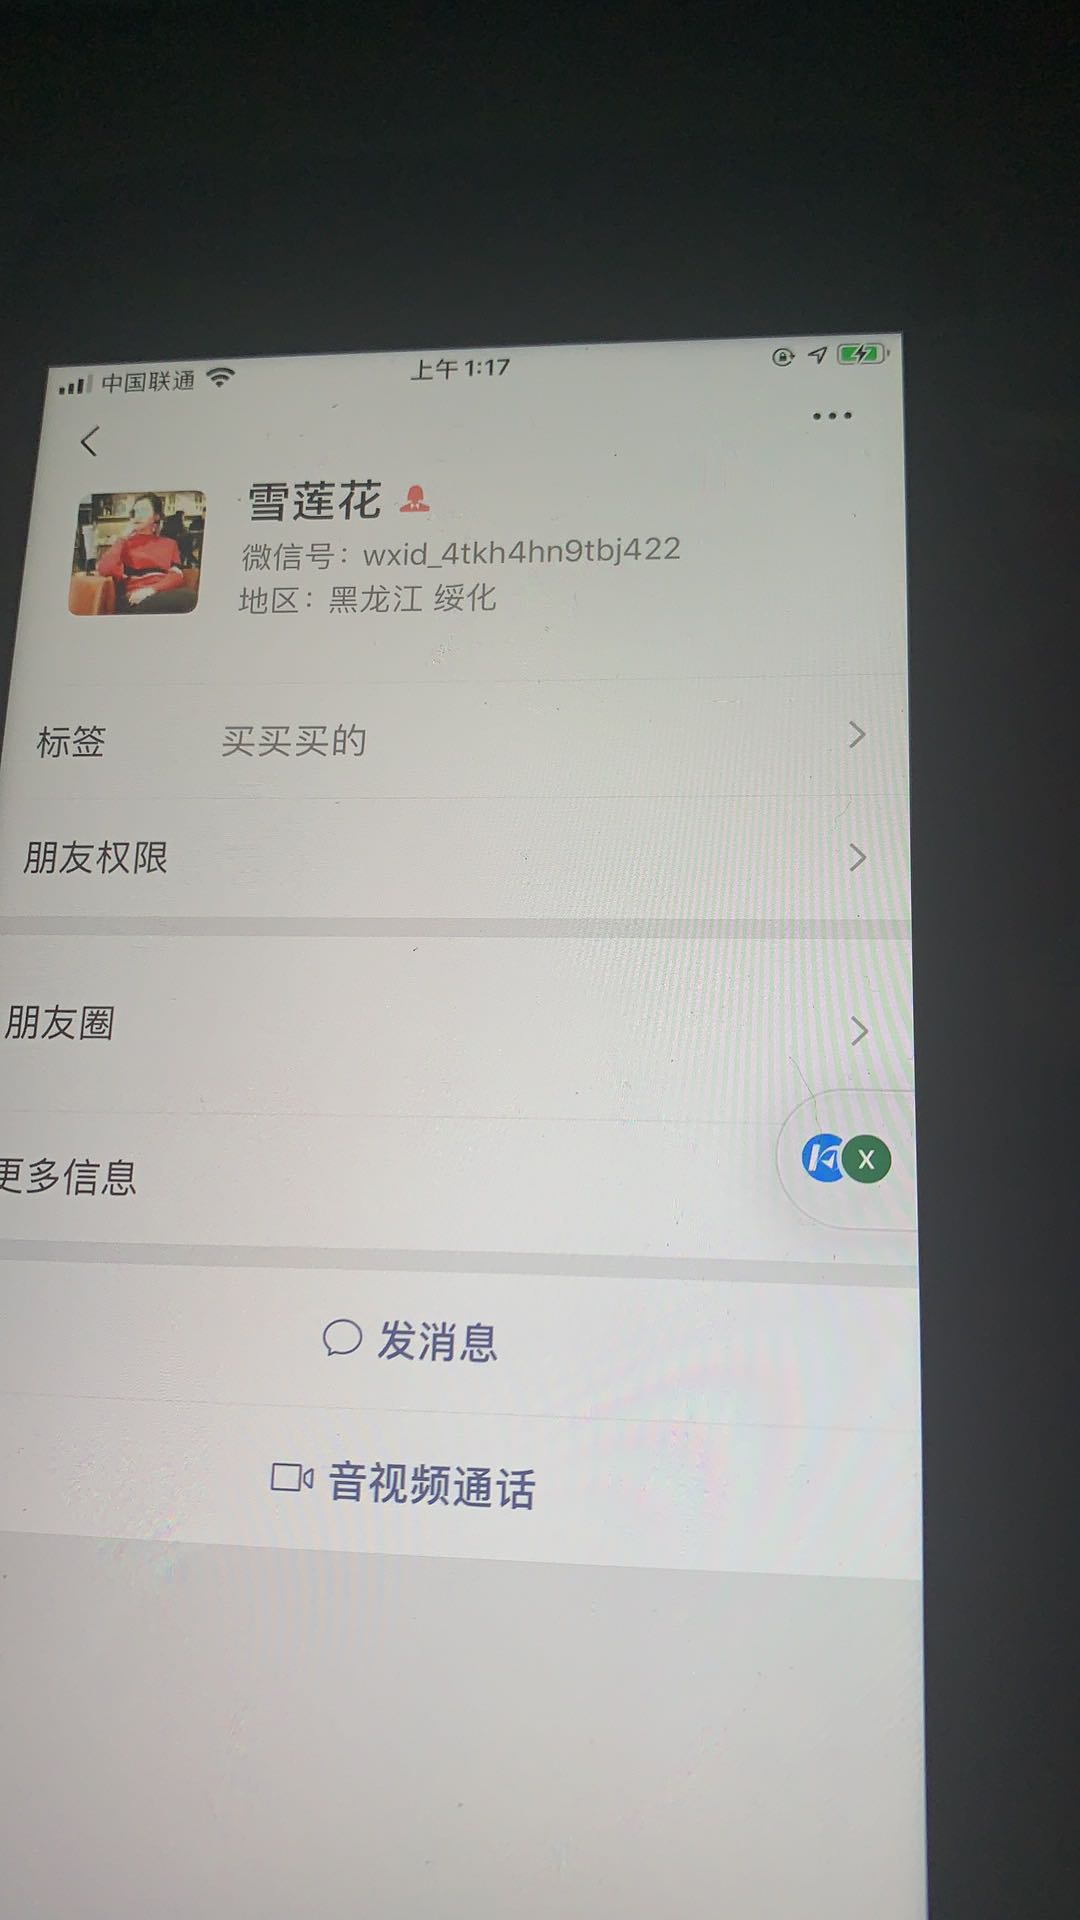 中国联通
上午1:17
雪莲花
微信号：wxid_4tkh4hn9tbj422
地区：黑龙江 绥化
标签 买买买的
朋友权限
朋友圈
更多信息
X
发消息
音视频通话